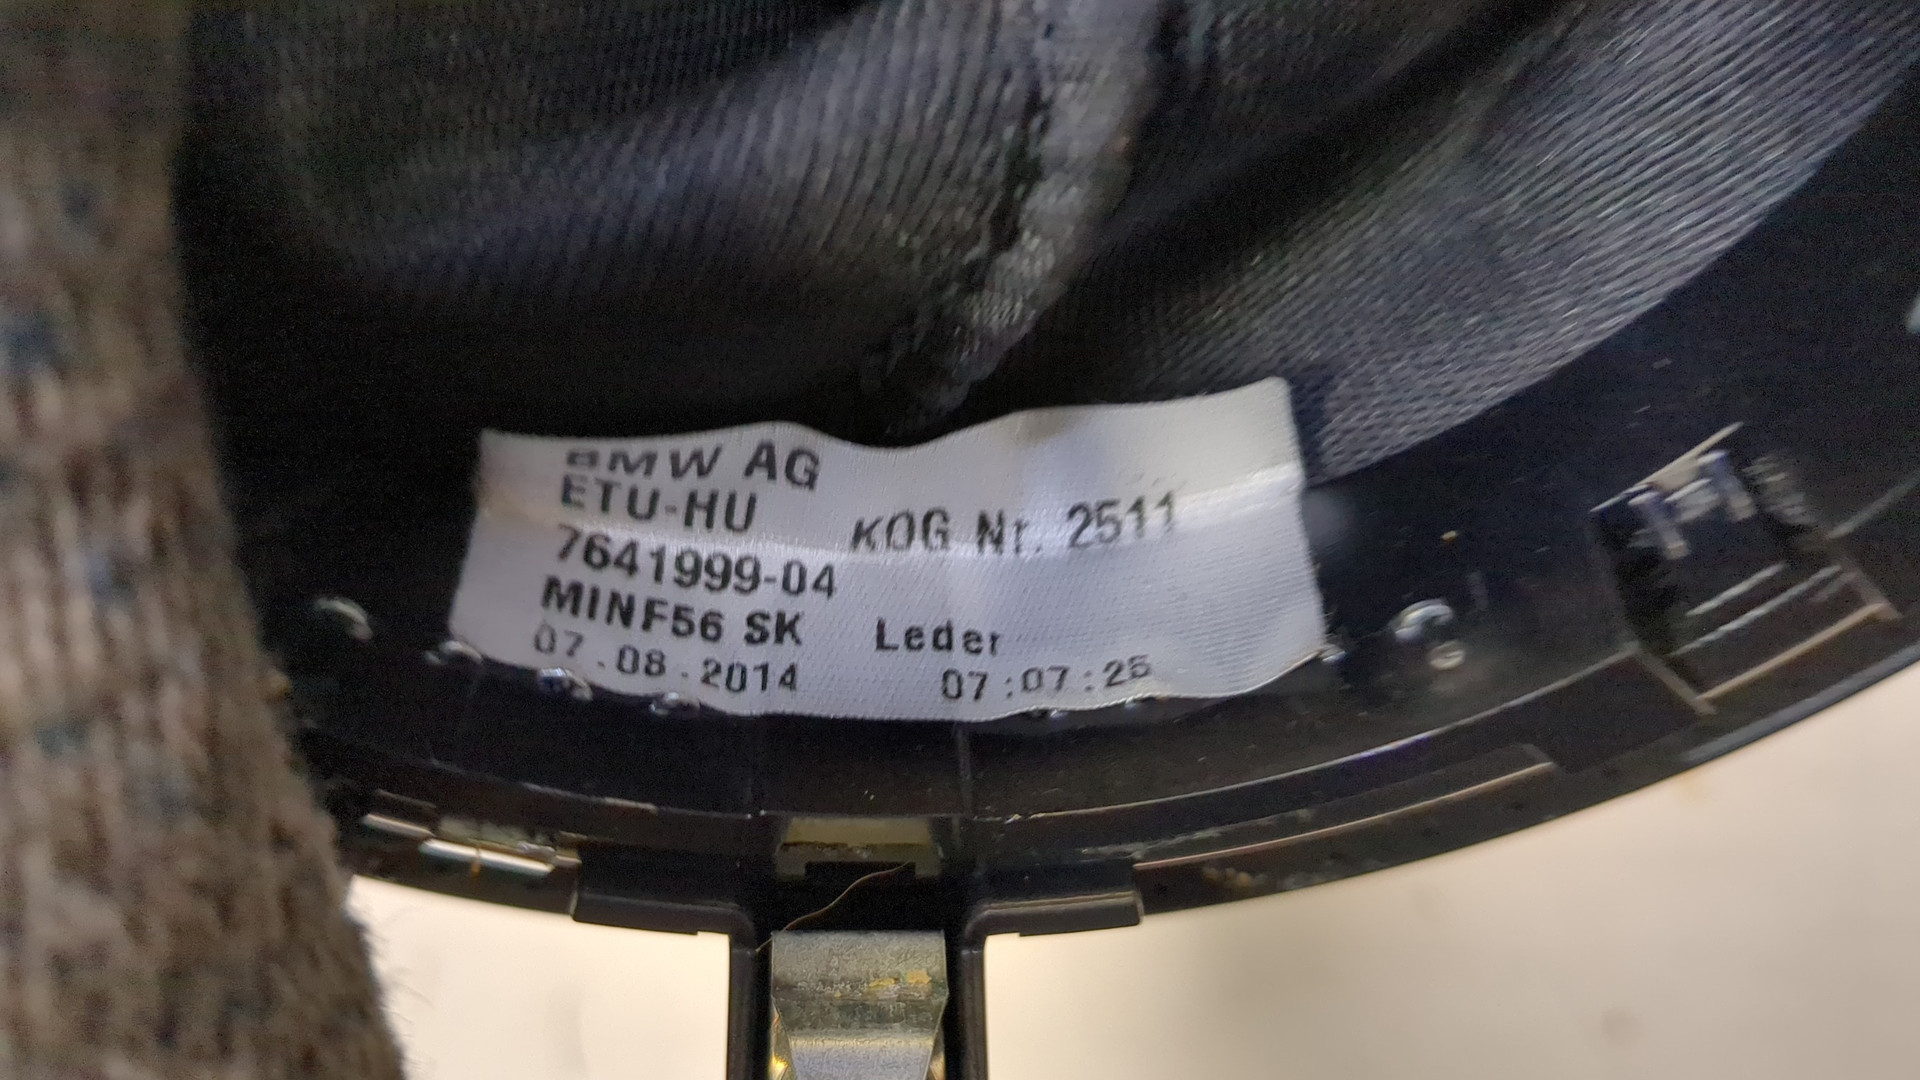 BMW AG
ETU-HU
KOG Nr. 2511
7641999-04
MINF56 SK Leder
07.08.2014 07:07:25